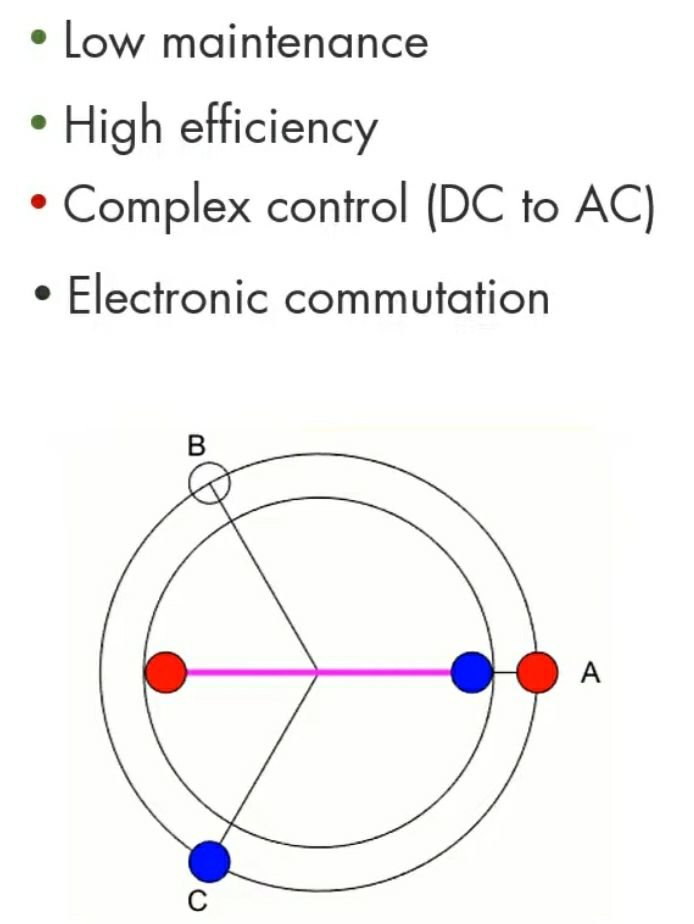 • Low maintenance
• High efficiency
• Complex control (DC to AC)
• Electronic commutation
B
A
C